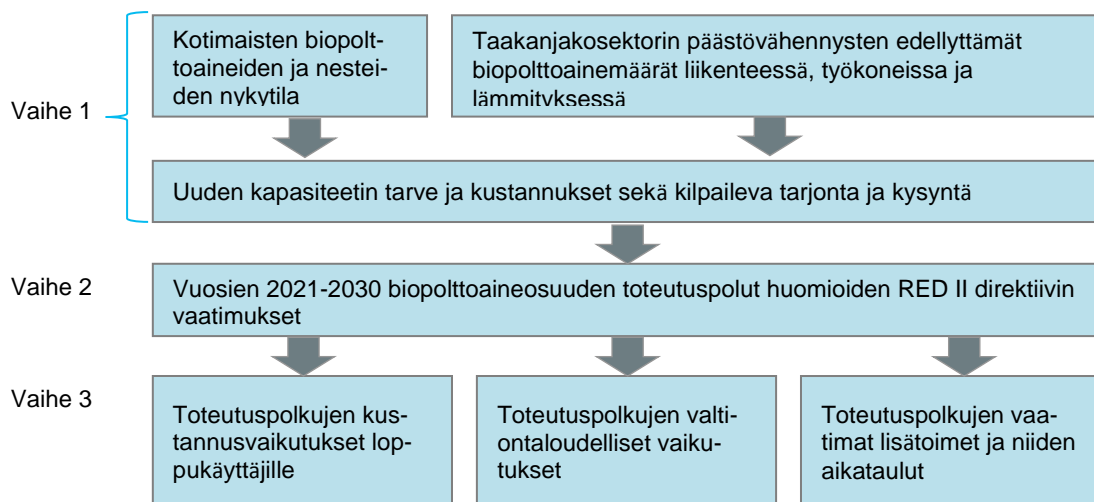 Kotimaisten biopolt-
toaineiden ja nestei-
den nykytila
Taakanjakosektorin päästövähennysten edellyttämät
biopolttoainemäärät liikenteessä, työkoneissa ja
lämmityksessä
Vaihe 1
Uuden kapasiteetin tarve ja kustannukset sekä kilpaileva tarjonta ja kysyntä
Vaihe 2
Vuosien 2021-2030 biopolttoaineosuuden toteutuspolut huomioiden RED II direktiivin
vaatimukset
Vaihe 3
Toteutuspolkujen kus-
tannusvaikutukset lop-
pukäyttäjille
Toteutuspolkujen valti-
ontaloudelliset vaiku-
tukset
Toteutuspolkujen vaa-
timat lisätoimet ja niiden
aikataulut